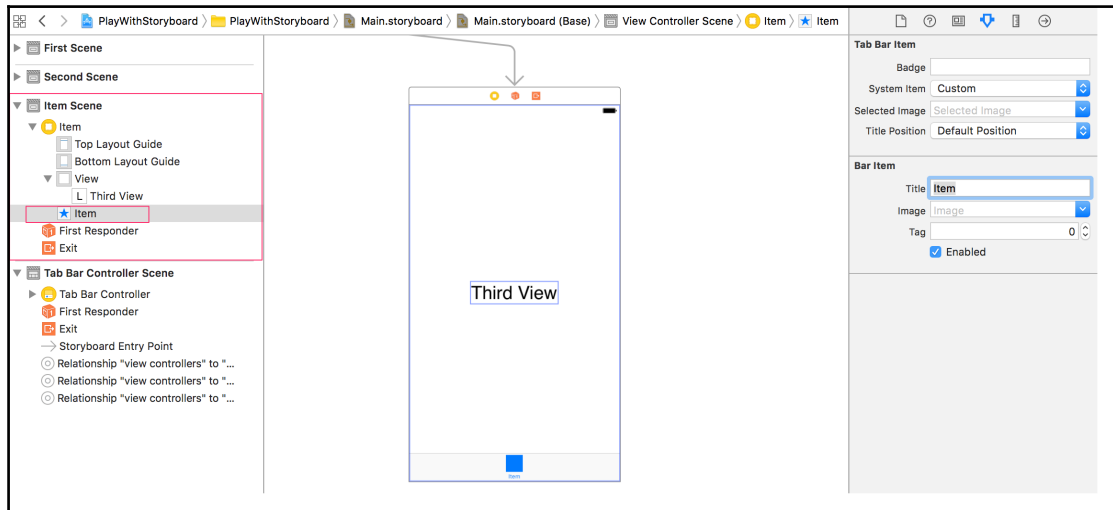 PlayWithStoryboard PlayWithStoryboard Main.storyboard Main.storyboard (Base) View Controller Scene Item Item
First Scene
Second Scene
Item Scene
Item
Top Layout Guide
Bottom Layout Guide
View
L Third View
Item
First Responder
Exit
Tab Bar Controller Scene
Tab Bar Controller
First Responder
Exit
Storyboard Entry Point
Relationship "view controllers" to "...
Relationship "view controllers" to "...
Relationship "view controllers" to "...
Third View
Item
Tab Bar Item
Badge
System Item Custom
Selected Image Selected Image
Title Position Default Position
Bar Item
Title Item
Image Image
Tag 0
Enabled